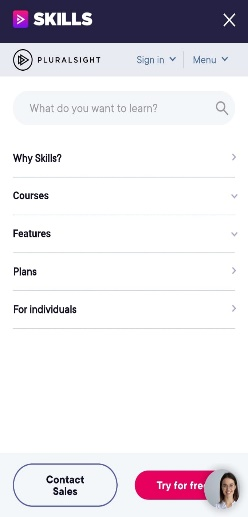 SKILLS
PLURALSIGHT
Sign in
Menu
What do you want to learn?
Why Skills?
Courses
Features
Plans
For individuals
Contact
Sales
Try for free